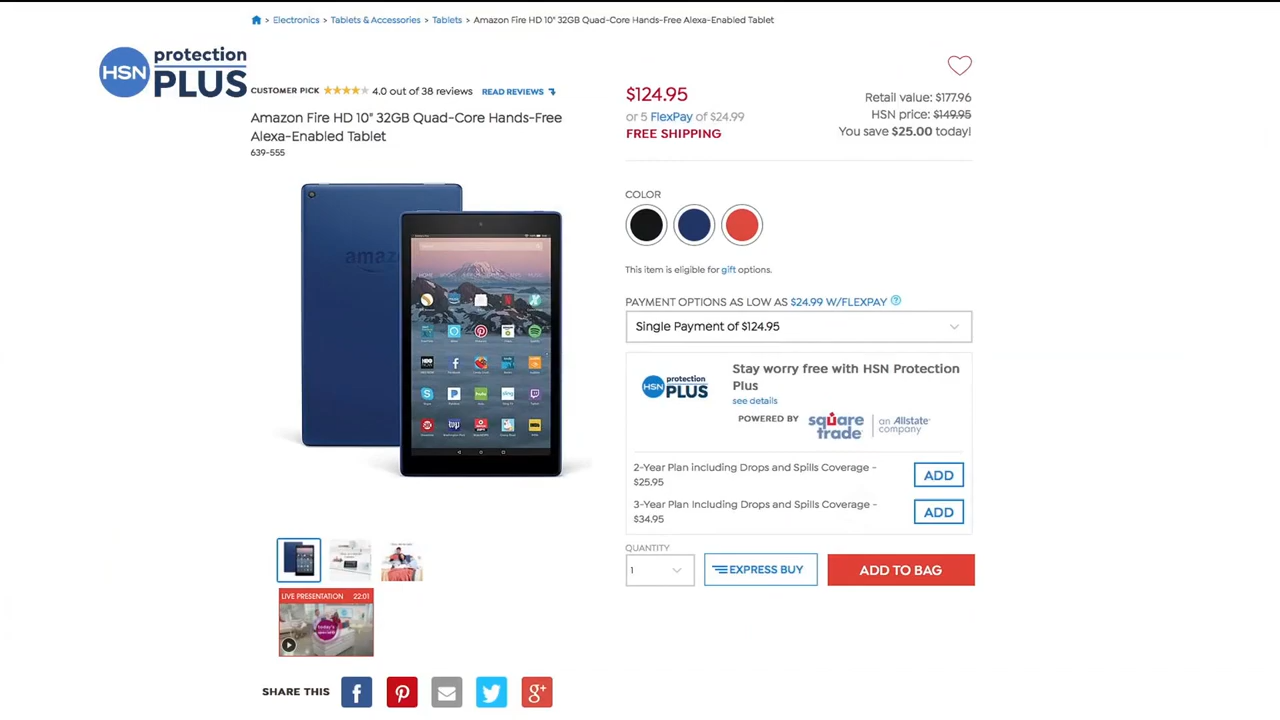 > Electronics > Tablets & Accessories > Tablets > Amazon Fire HD 10" 32GB Quad-Core Hands-Free Alexa-Enabled Tablet
HSN protection PLUS
CUSTOMER PICK 4.0 out of 38 reviews READ REVIEWS
Amazon Fire HD 10" 32GB Quad-Core Hands-Free
Alexa-Enabled Tablet
639-555
$124.95
or 5 FlexPay of $24.99
FREE SHIPPING
Retail value: $177.96
HSN price: $149.95
You save $25.00 today!
COLOR
This item is eligible for gift options.
PAYMENT OPTIONS AS LOW AS $24.99 W/FLEXPAY ?
Single Payment of $124.95
HSN protection PLUS
Stay worry free with HSN Protection
Plus
see details
POWERED BY square trade an Allstate company
2-Year Plan including Drops and Spills Coverage -
$25.95
ADD
3-Year Plan Including Drops and Spills Coverage -
$34.95
ADD
QUANTITY
1
EXPRESS BUY
ADD TO BAG
amaz
LIVE PRESENTATION 22:01
today's
SHARE THIS